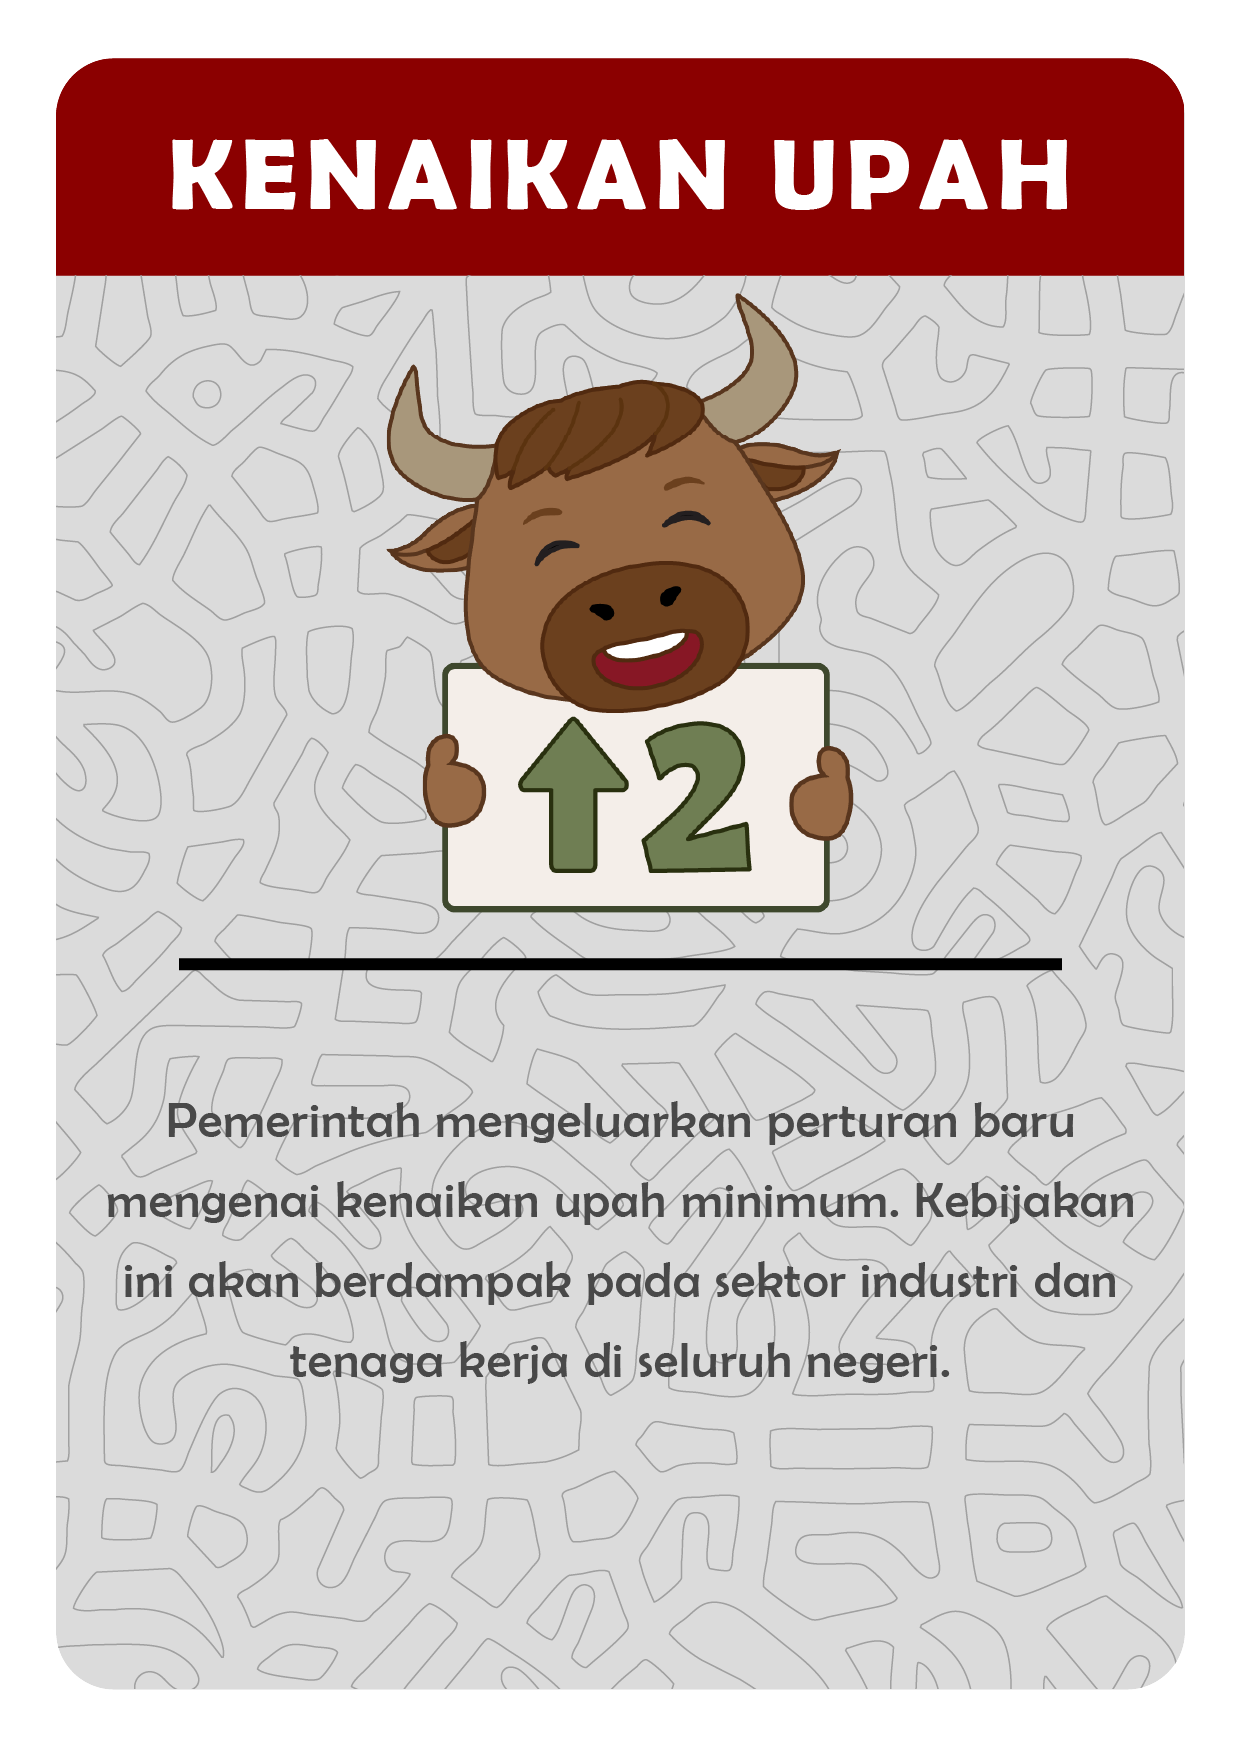 KENAIKAN UPAH
↑2
Pemerintah mengeluarkan perturan baru
mengenai kenaikan upah minimum. Kebijakan
ini akan berdampak pada sektor industri dan
tenaga kerja di seluruh negeri.